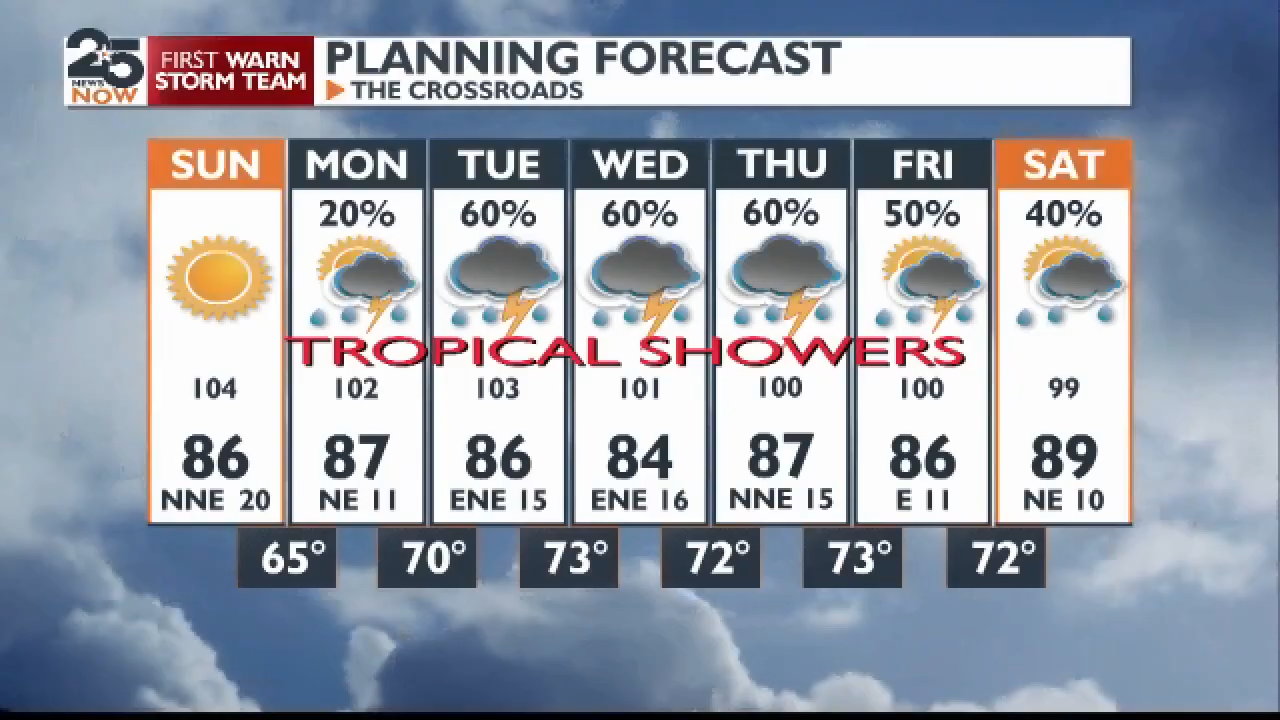 25
NEWS
NOW
FIRST WARN
STORM TEAM
PLANNING FORECAST
THE CROSSROADS
SUN MON TUE WED THU FRI SAT
20% 60% 60% 60% 50% 40%
TROPICAL SHOWERS
104 102 103 101 100 100 99
86 87 86 84 87 86 89
NNE 20 NE 11 ENE 15 ENE 16 NNE 15 E 11 NE 10
65° 70° 73° 72° 73° 72°